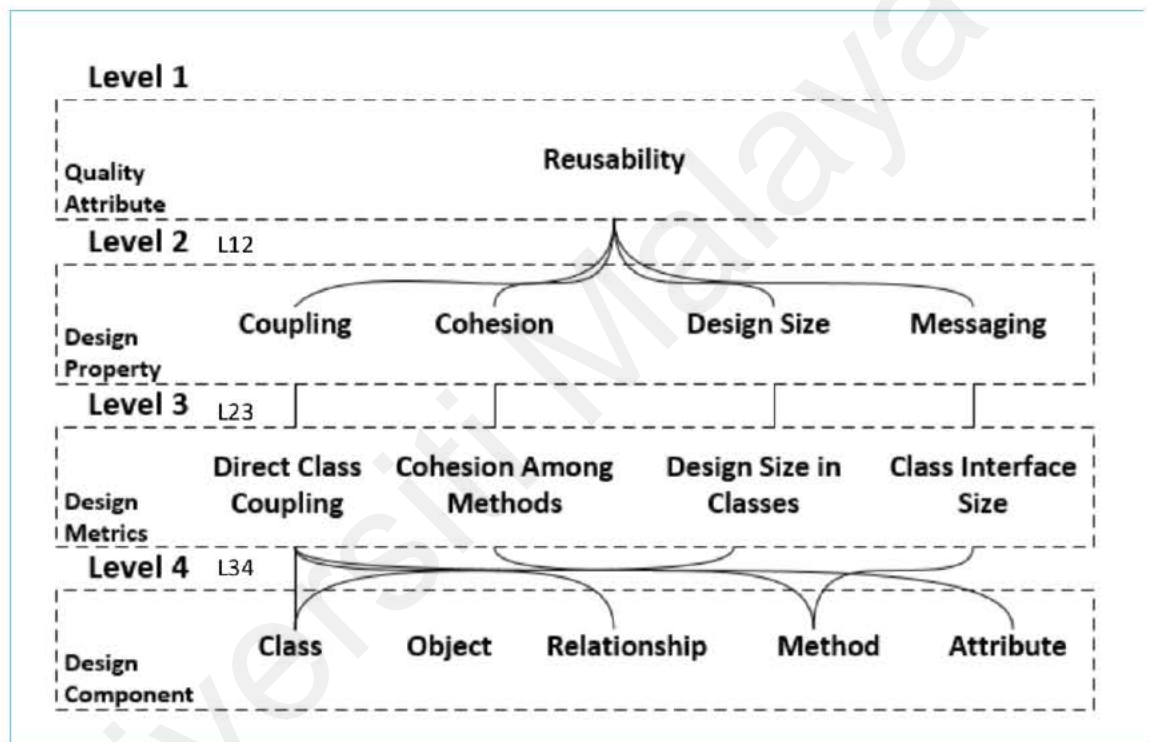 Level 1
Reusability
Quality
Attribute
Level 2 L12
Coupling Cohesion Design Size Messaging
Design
Property
Level 3 L23
Direct Class Cohesion Among Design Size in Class Interface
Coupling Methods Classes Size
Design
Metrics
Level 4 L34
Class Object Relationship Method Attribute
Design
Component
versiti Malaya